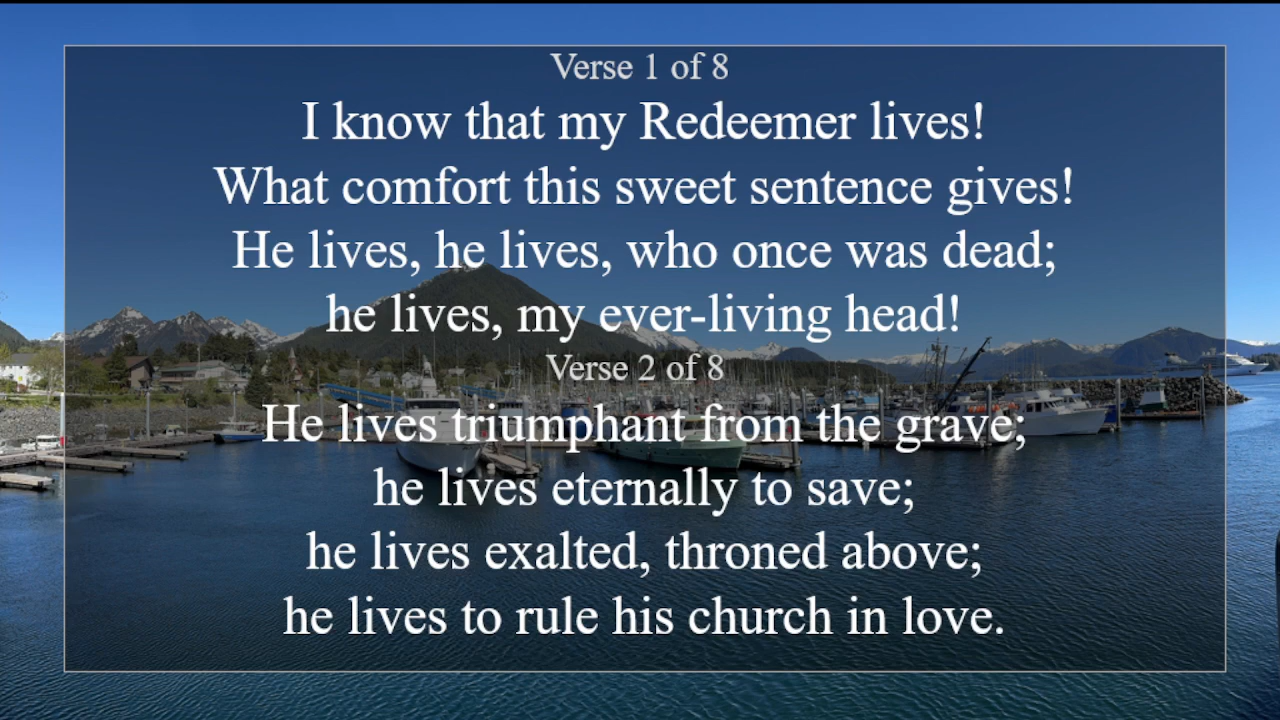 Verse 1 of 8
I know that my Redeemer lives!
What comfort this sweet sentence gives!
He lives, he lives, who once was dead;
he lives, my ever-living head!
Verse 2 of 8
He lives triumphant from the grave;
he lives eternally to save;
he lives exalted, throned above;
he lives to rule his church in love.